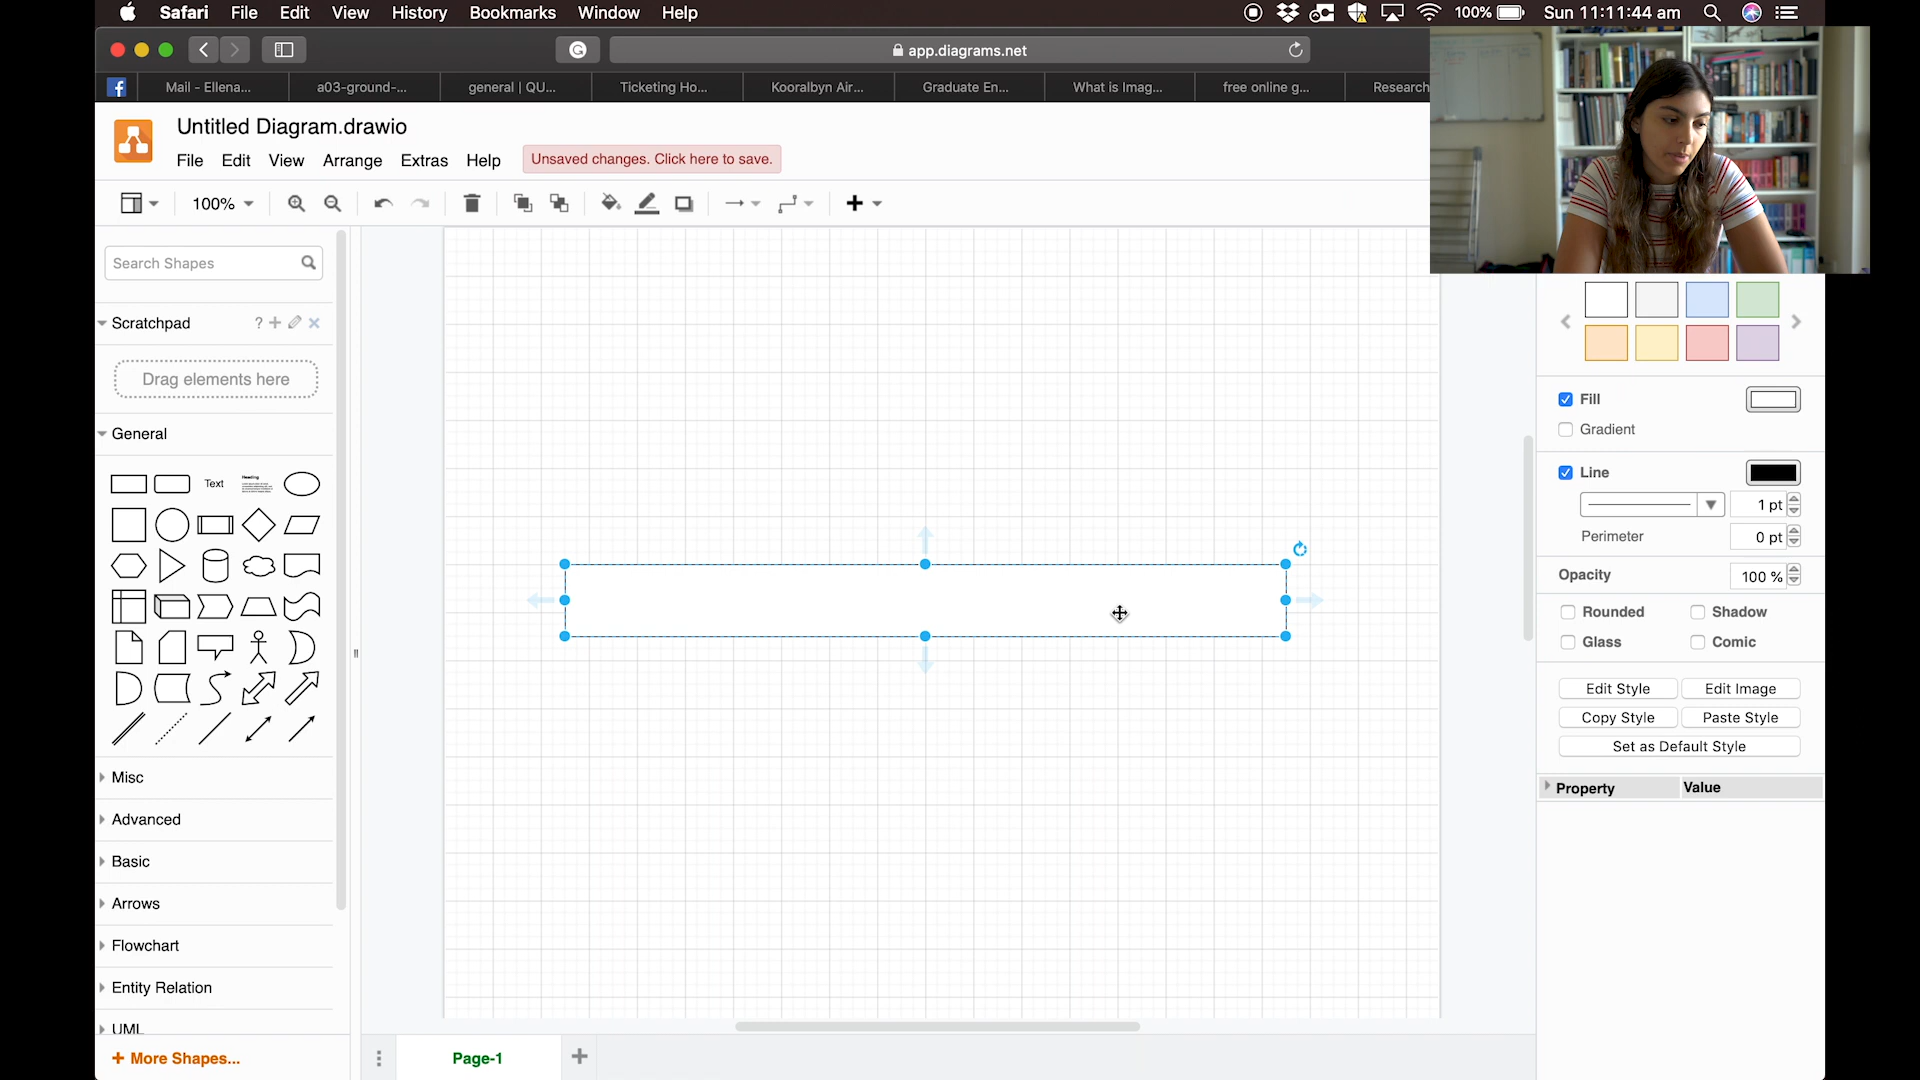 Safari File Edit View History Bookmarks Window Help 100% Sun 11:11:44 am
app.diagrams.net
Mail - Ellena... a03-ground-... general | QU... Ticketing Ho... Kooralbyn Air... Graduate En... What is Imag... free online g... Research
Untitled Diagram.drawio
File Edit View Arrange Extras Help Unsaved changes. Click here to save.
100%
Search Shapes
Scratchpad ?
Drag elements here
General
Text Heading
Misc
Advanced
Basic
Arrows
Flowchart
Entity Relation
UML
+ More Shapes...
Page-1
Fill
Gradient
Line
1 pt
Perimeter 0 pt
Opacity 100 %
Rounded Shadow
Glass Comic
Edit Style Edit Image
Copy Style Paste Style
Set as Default Style
Property Value